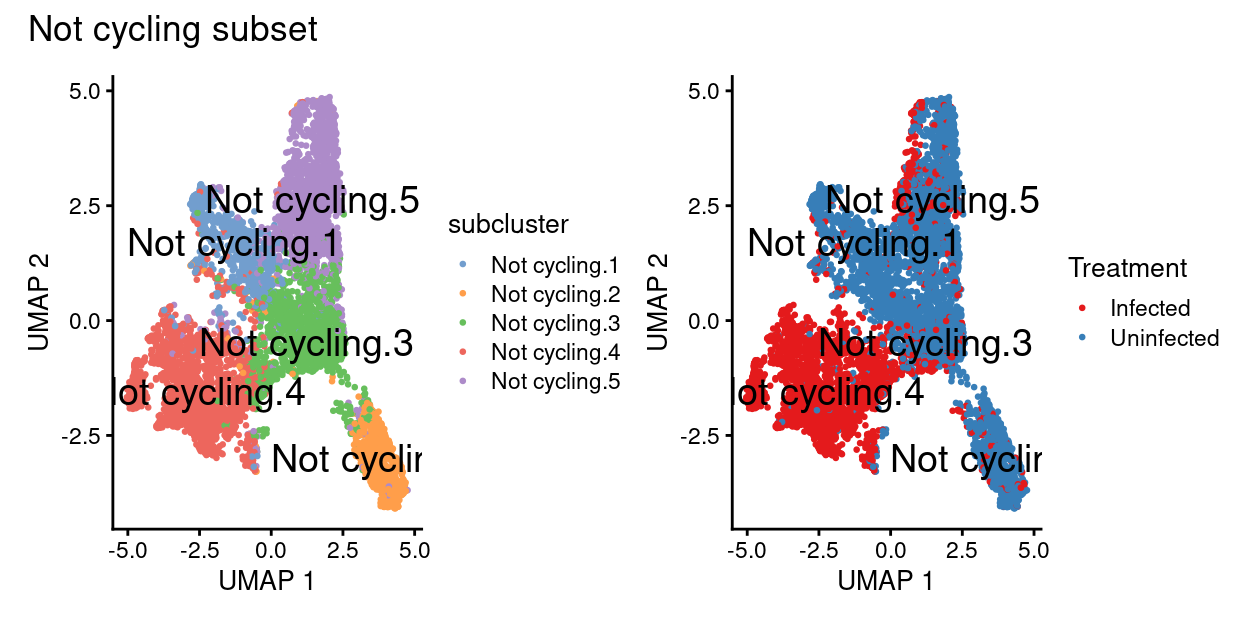 Not cycling subset
5.0
2.5
0.0
-2.5
-5.0 -2.5 0.0 2.5 5.0
UMAP 1
UMAP 2
Not cycling.5
Not cycling.1
Not cycling.3
ot cycling.4
Not cyclir
subcluster
Not cycling.1
Not cycling.2
Not cycling.3
Not cycling.4
Not cycling.5
5.0
2.5
0.0
-2.5
-5.0 -2.5 0.0 2.5 5.0
UMAP 1
UMAP 2
Not cycling.5
Not cycling.1
Not cycling.3
ot cycling.4
Not cyclir
Treatment
Infected
Uninfected